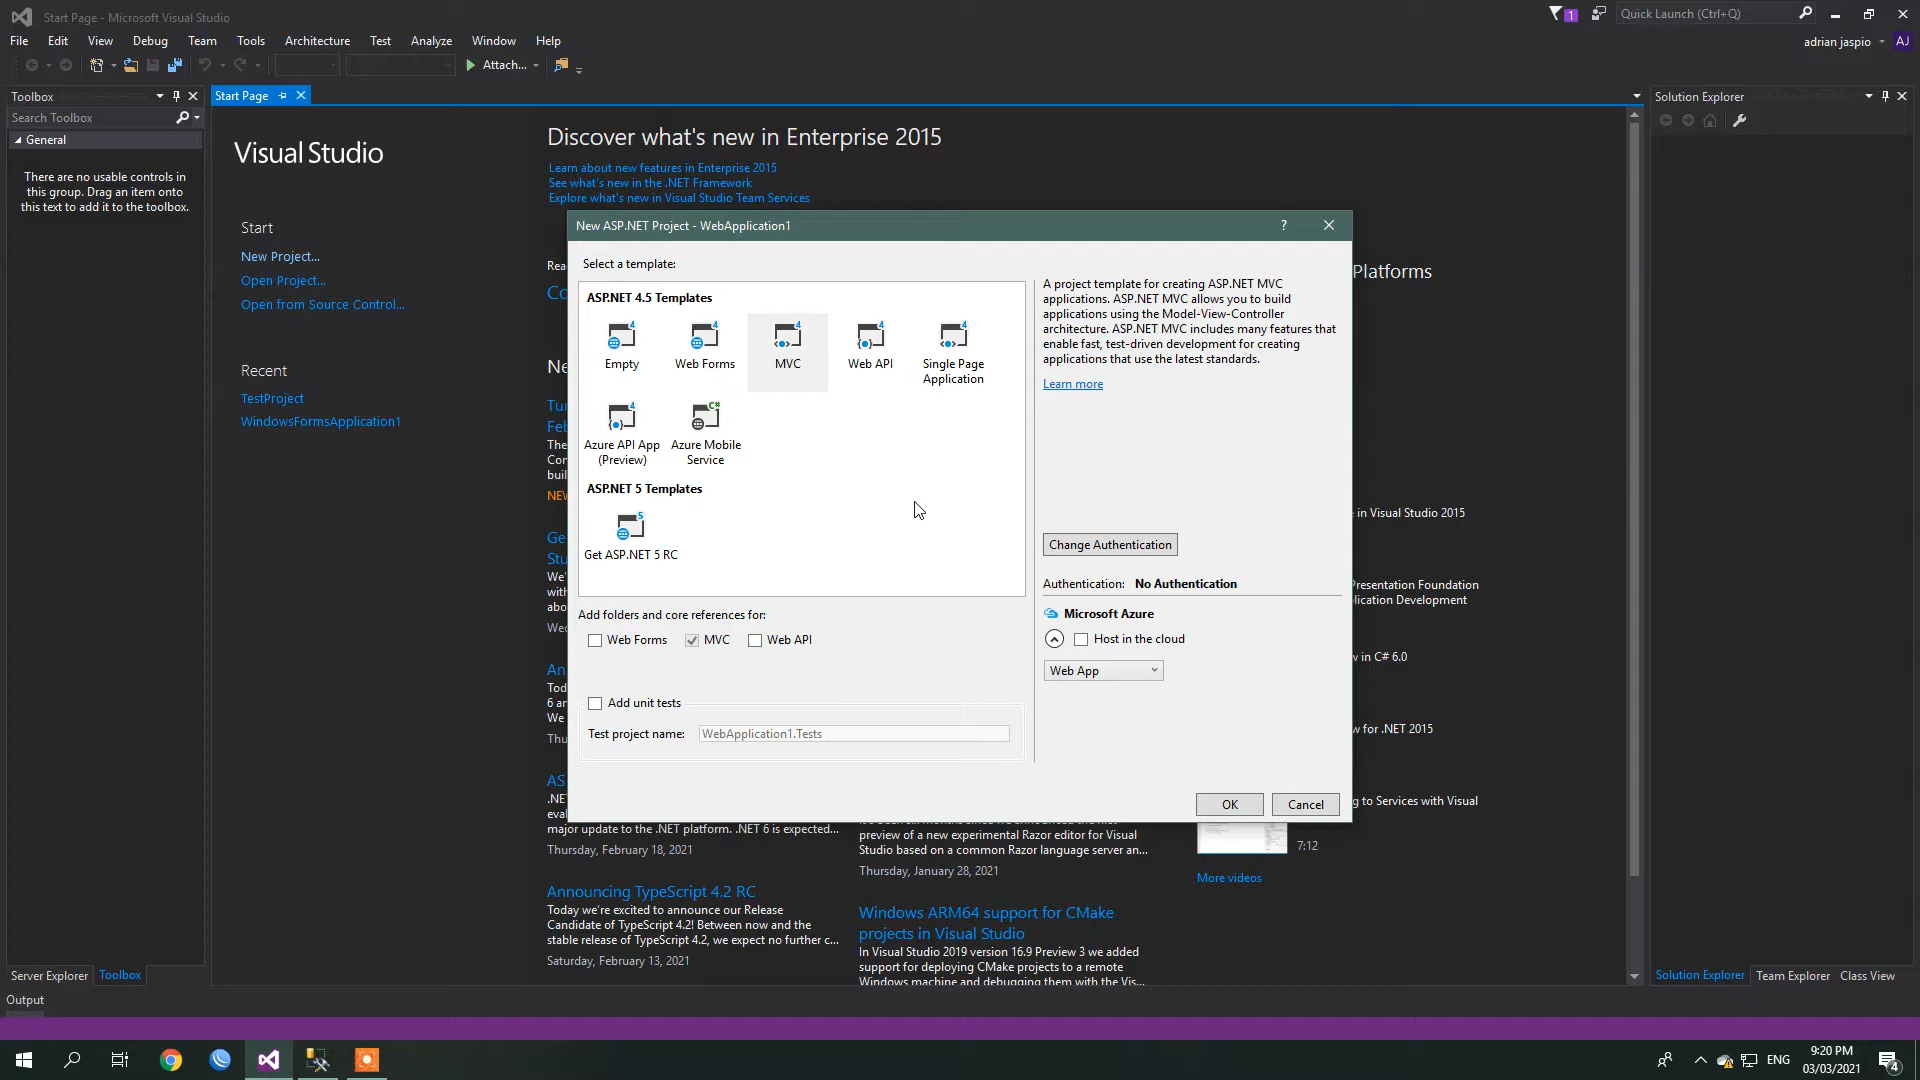 Start Page - Microsoft Visual Studio
1
Quick Launch (Ctrl+Q)
File Edit View Debug Team Tools Architecture Test Analyze Window Help
adrian jaspio AJ
Attach...
Toolbox
Start Page
Solution Explorer
Search Toolbox
General
There are no usable controls in
this group. Drag an item onto
this text to add it to the toolbox.
Visual Studio
Start
New Project...
Open Project...
Open from Source Control...
Recent
TestProject
WindowsFormsApplication1
Discover what's new in Enterprise 2015
Learn about new features in Enterprise 2015
See what's new in the .NET Framework
Explore what's new in Visual Studio Team Services
New ASP.NET Project - WebApplication1
?
Select a template:
ASP.NET 4.5 Templates
Empty
Web Forms
MVC
Web API
Single Page
Application
Azure API App
(Preview)
Azure Mobile
Service
ASP.NET 5 Templates
Get ASP.NET 5 RC
Add folders and core references for:
Web Forms MVC Web API
Add unit tests
Test project name: WebApplication1.Tests
A project template for creating ASP.NET MVC
applications. ASP.NET MVC allows you to build
applications using the Model-View-Controller
architecture. ASP.NET MVC includes many features that
enable fast, test-driven development for creating
applications that use the latest standards.
Learn more
Change Authentication
Authentication: No Authentication
Microsoft Azure
Host in the cloud
Web App
OK Cancel
Platforms
in Visual Studio 2015
Presentation Foundation
lication Development
in C# 6.0
for .NET 2015
to Services with Visual
7:12
More videos
major update to the .NET platform. .NET 6 is expected...
Thursday, February 18, 2021
Announcing TypeScript 4.2 RC
Today we're excited to announce our Release
Candidate of TypeScript 4.2! Between now and the
stable release of TypeScript 4.2, we expect no further c...
Saturday, February 13, 2021
preview of a new experimental Razor editor for Visual
Studio based on a common Razor language server an...
Thursday, January 28, 2021
Windows ARM64 support for CMake
projects in Visual Studio
In Visual Studio 2019 version 16.9 Preview 3 we added
support for deploying CMake projects to a remote
Windows machine and debugging them with the Vis...
Server Explorer Toolbox
Solution Explorer Team Explorer Class View
Output
ENG
9:20 PM
03/03/2021
4